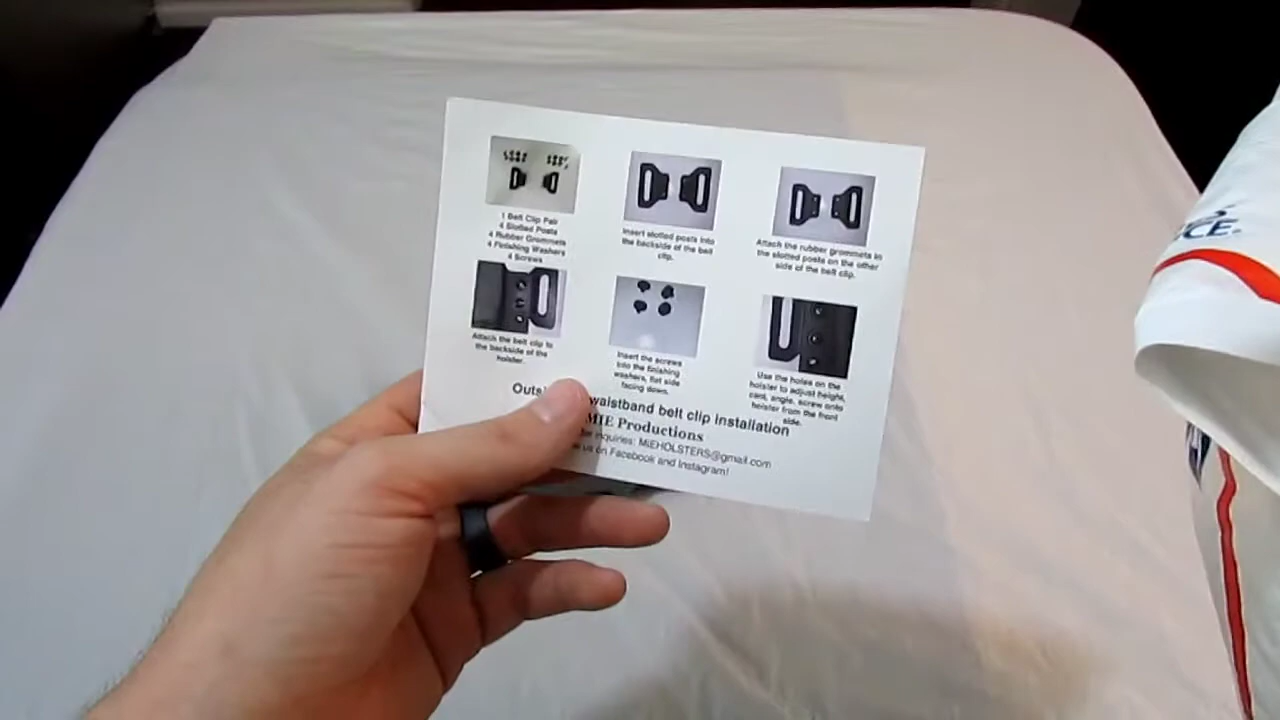 1 Belt Clip Pair
4 Slotted Posts
4 Rubber Grommets
4 Finishing Washers
4 Screws
Insert slotted posts into
the backside of the belt
clip.
Attach the rubber grommets to
the slotted posts on the other
side of the belt clip.
Attach the belt clip to
the backside of the
holster.
Insert the screws
into the finishing
washers, flat side
facing down.
Use the holes on the
holster to adjust height,
cant, angle, screw onto
holster from the front
side.
waistband belt clip installation
MIE Productions
inquiries: MIEHOLSTERS@gmail.com
us on Facebook and Instagram!